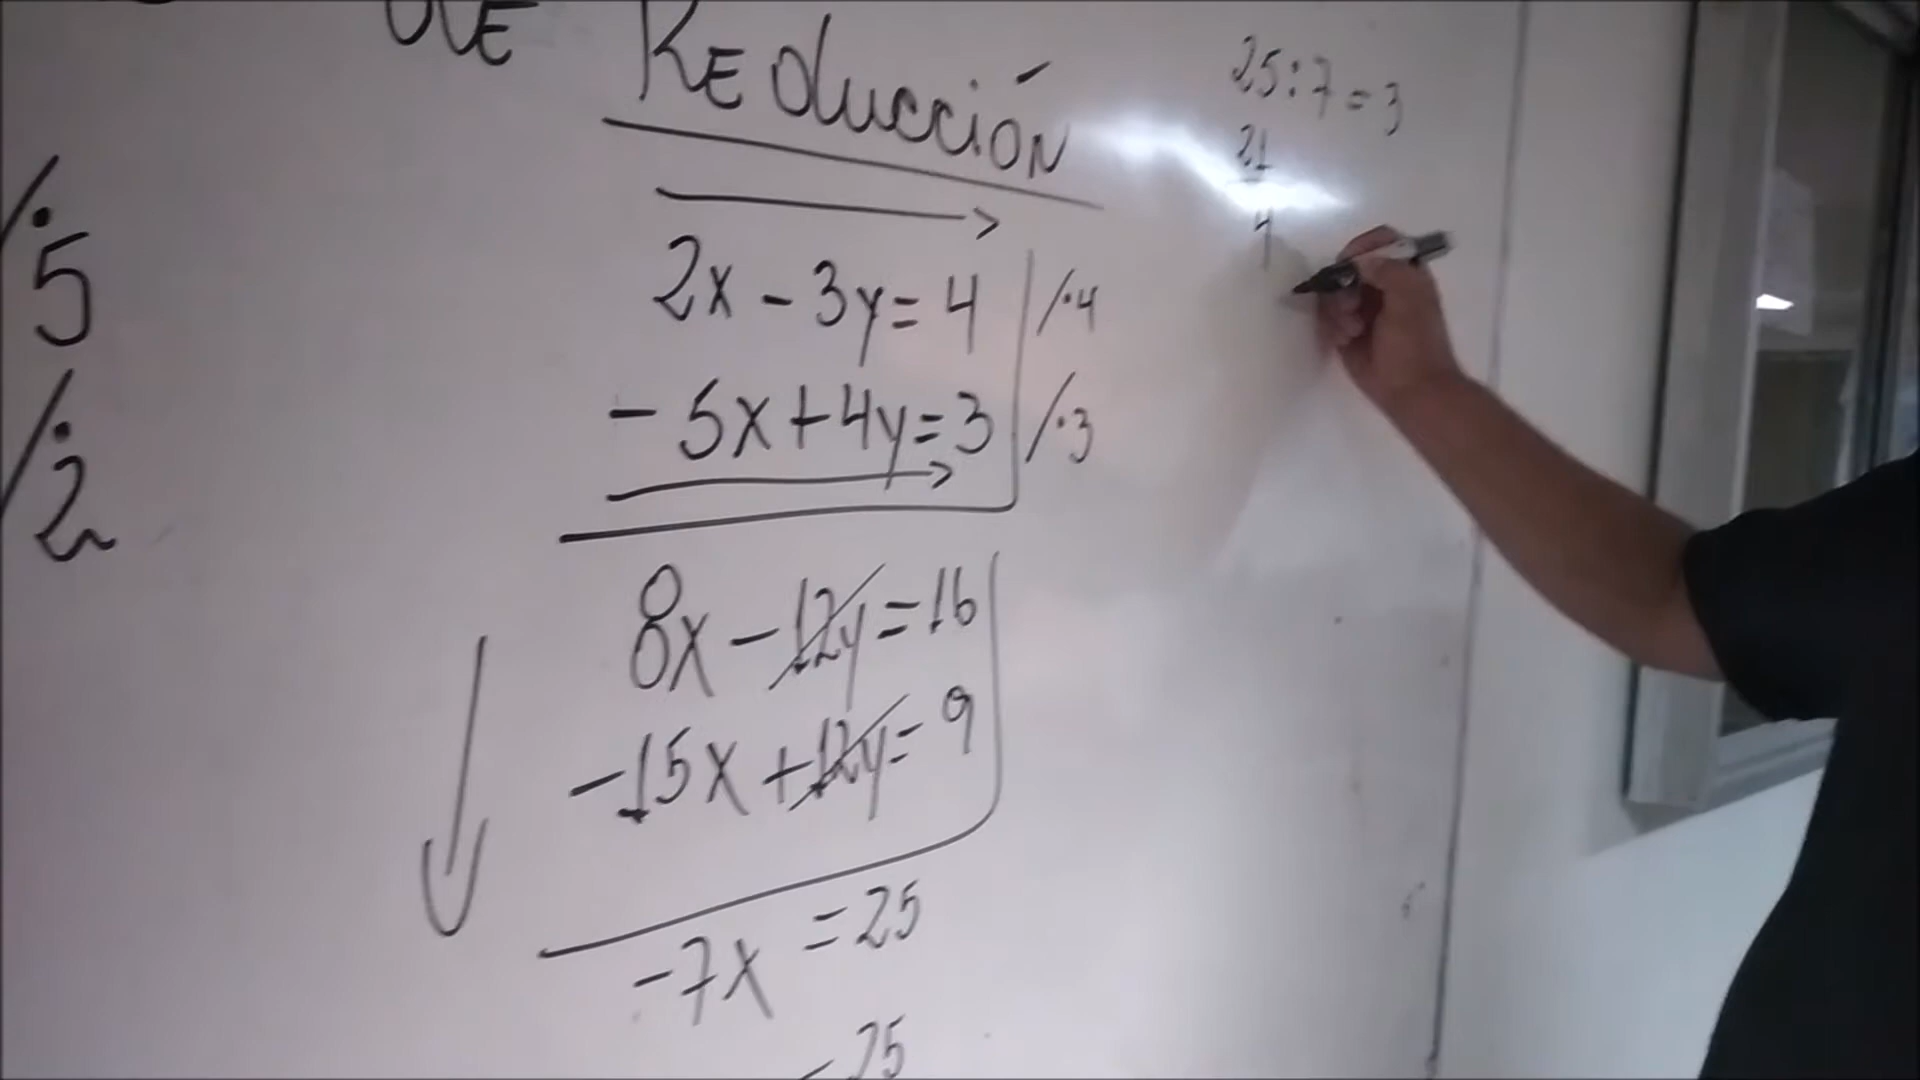 DE REducción
2x - 3y = 4 /·4
- 5x + 4y = 3 /·3
8x - 12y = 16
-15x + 12y = 9
-7x = 25
25
25:7=3
21
4
/·5
/·2